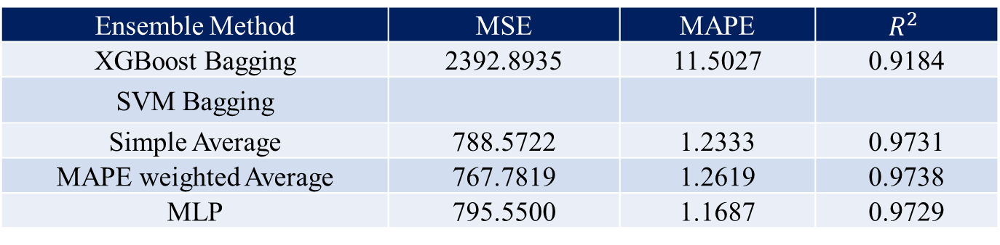 Ensemble Method MSE MAPE R²
XGBoost Bagging 2392.8935 11.5027 0.9184
SVM Bagging
Simple Average 788.5722 1.2333 0.9731
MAPE weighted Average 767.7819 1.2619 0.9738
MLP 795.5500 1.1687 0.9729